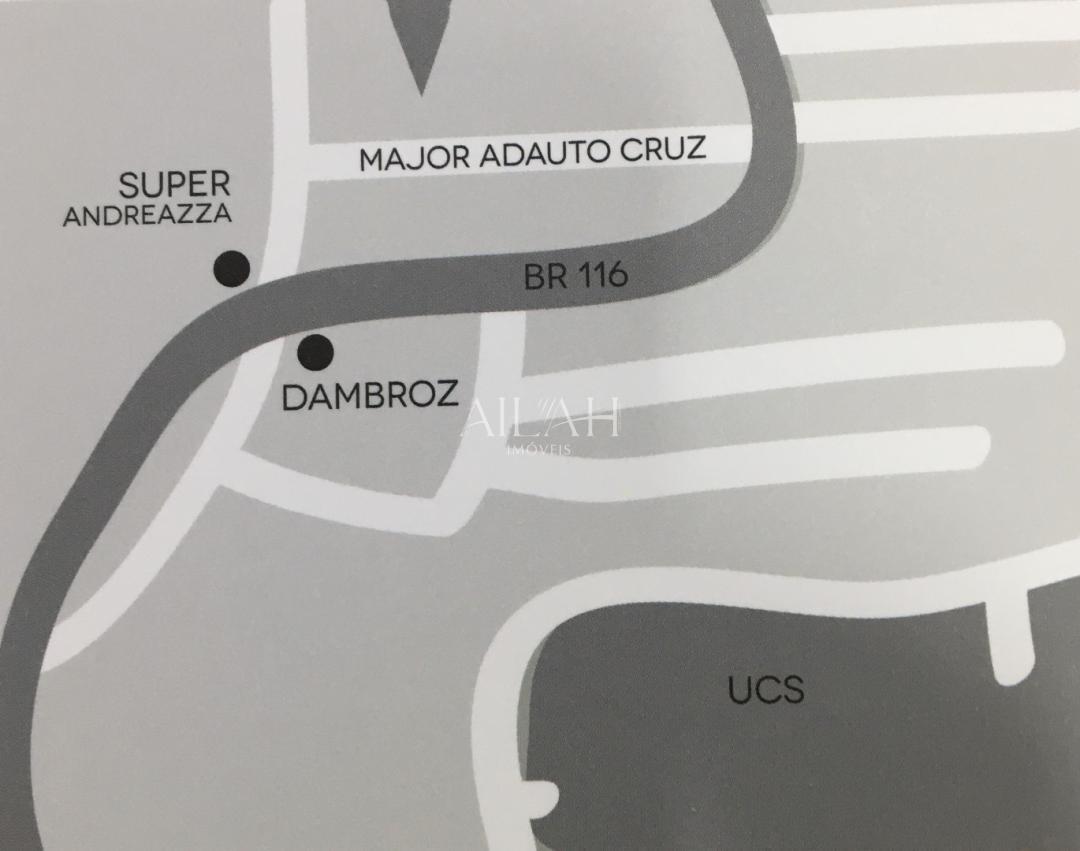 MAJOR ADAUTO CRUZ
SUPER
ANDREAZZA
BR 116
DAMBROZ
AILAH
IMÓVEIS
UCS